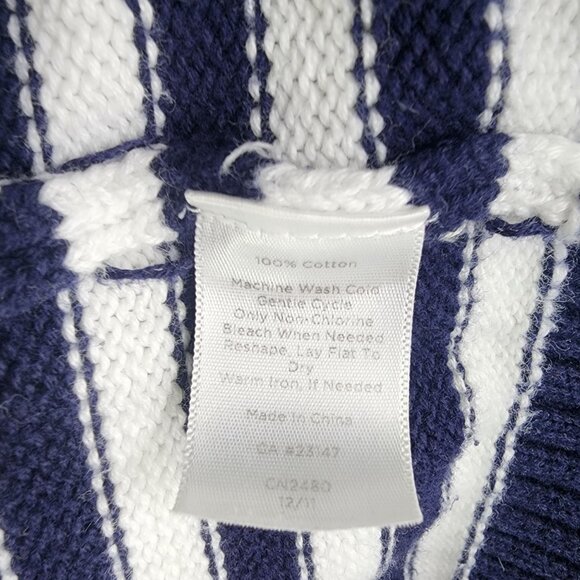 100% Cotton
Machine Wash Cold
Gentle Cycle
Only Non-Chlorine
Bleach When Needed
Reshape, Lay Flat To
Dry
Warm Iron, If Needed
Made In China
CA #23147
CN2480
12/11